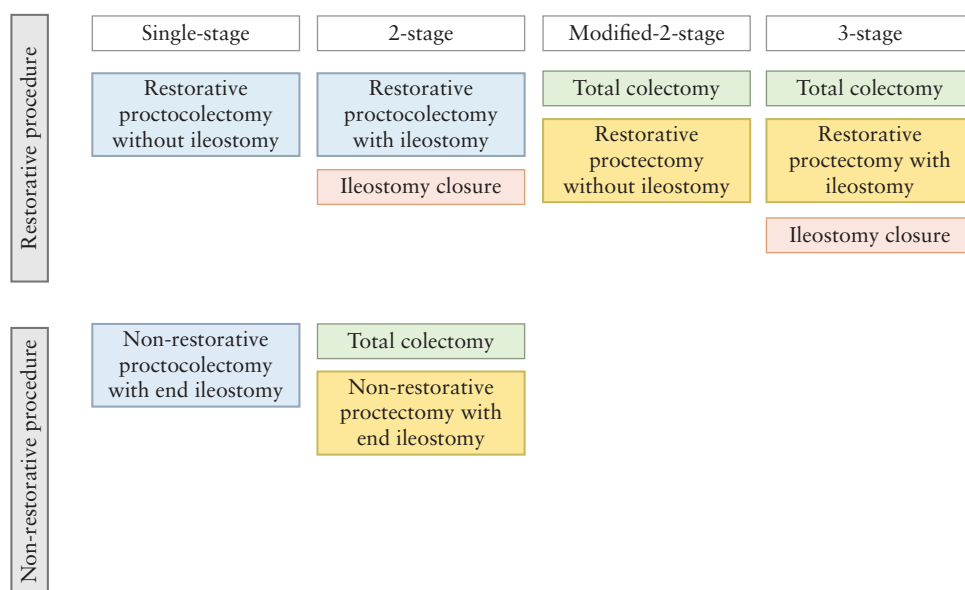 Single-stage
2-stage
Modified-2-stage
3-stage
Restorative procedure
Restorative
proctocolectomy
without ileostomy
Restorative
proctocolectomy
with ileostomy
Ileostomy closure
Total colectomy
Restorative
proctectomy
without ileostomy
Total colectomy
Restorative
proctectomy with
ileostomy
Ileostomy closure
Non-restorative procedure
Non-restorative
proctocolectomy
with end ileostomy
Total colectomy
Non-restorative
proctectomy with
end ileostomy